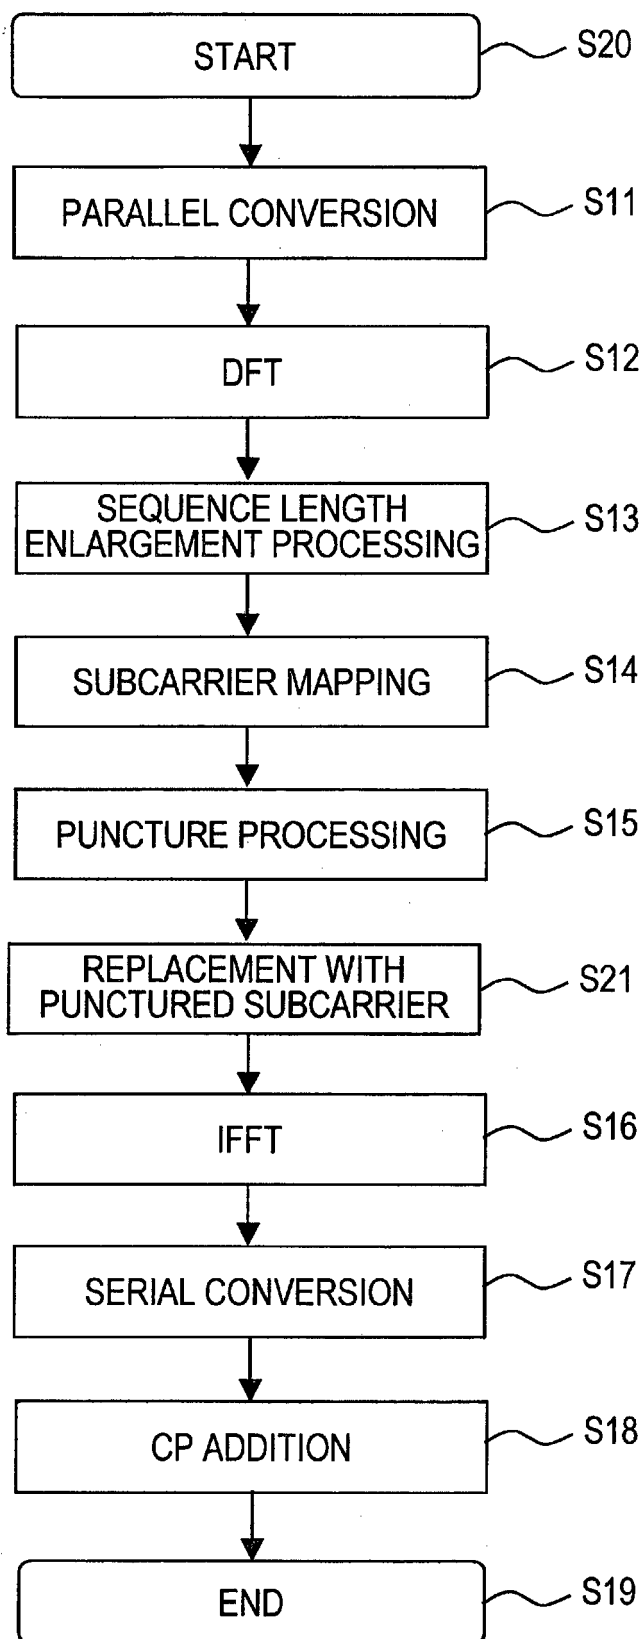 START
S20
PARALLEL CONVERSION
S11
DFT
S12
SEQUENCE LENGTH
ENLARGEMENT PROCESSING
S13
SUBCARRIER MAPPING
S14
PUNCTURE PROCESSING
S15
REPLACEMENT WITH
PUNCTURED SUBCARRIER
S21
IFFT
S16
SERIAL CONVERSION
S17
CP ADDITION
S18
END
S19